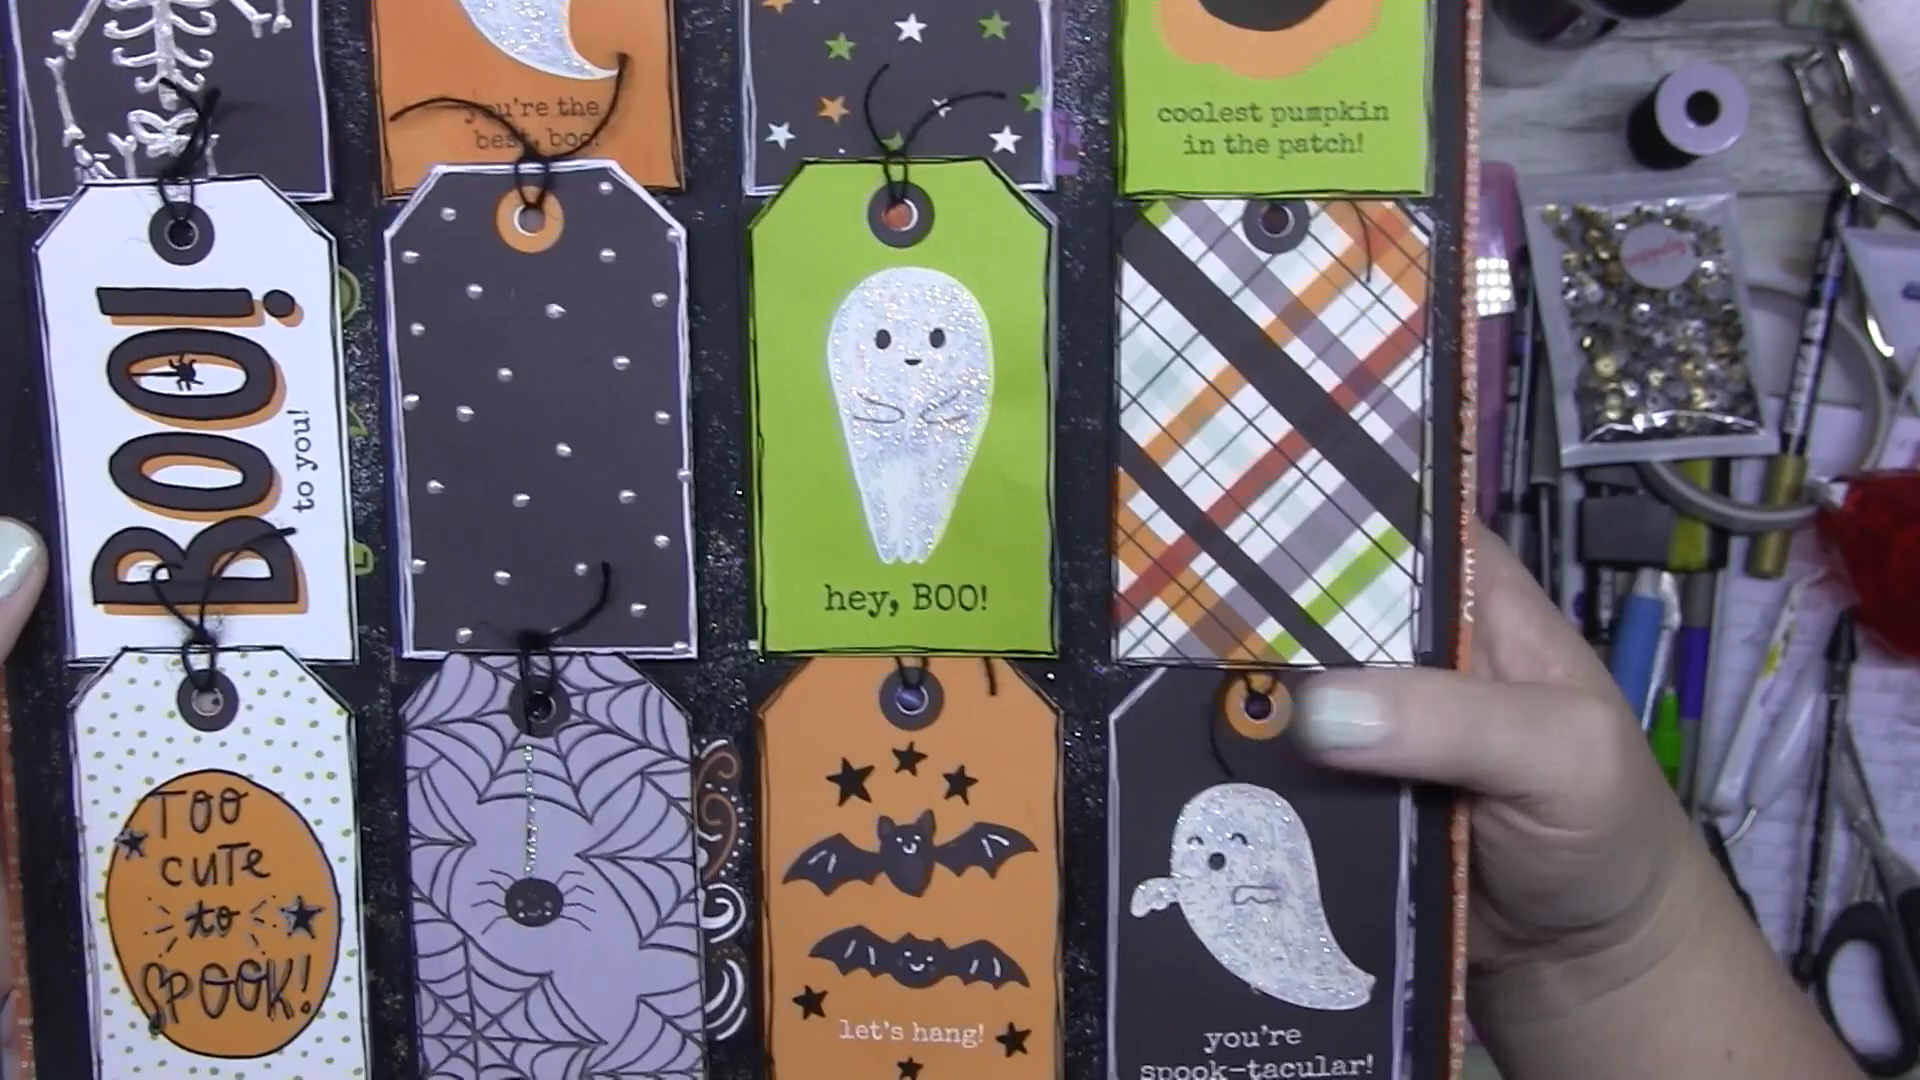 you're the
best, boo!
coolest pumpkin
in the patch!
BOO!
to you!
hey, BOO!
TOO
CUTE
to
SPOOK!
let's hang!
you're
spook-tacular!